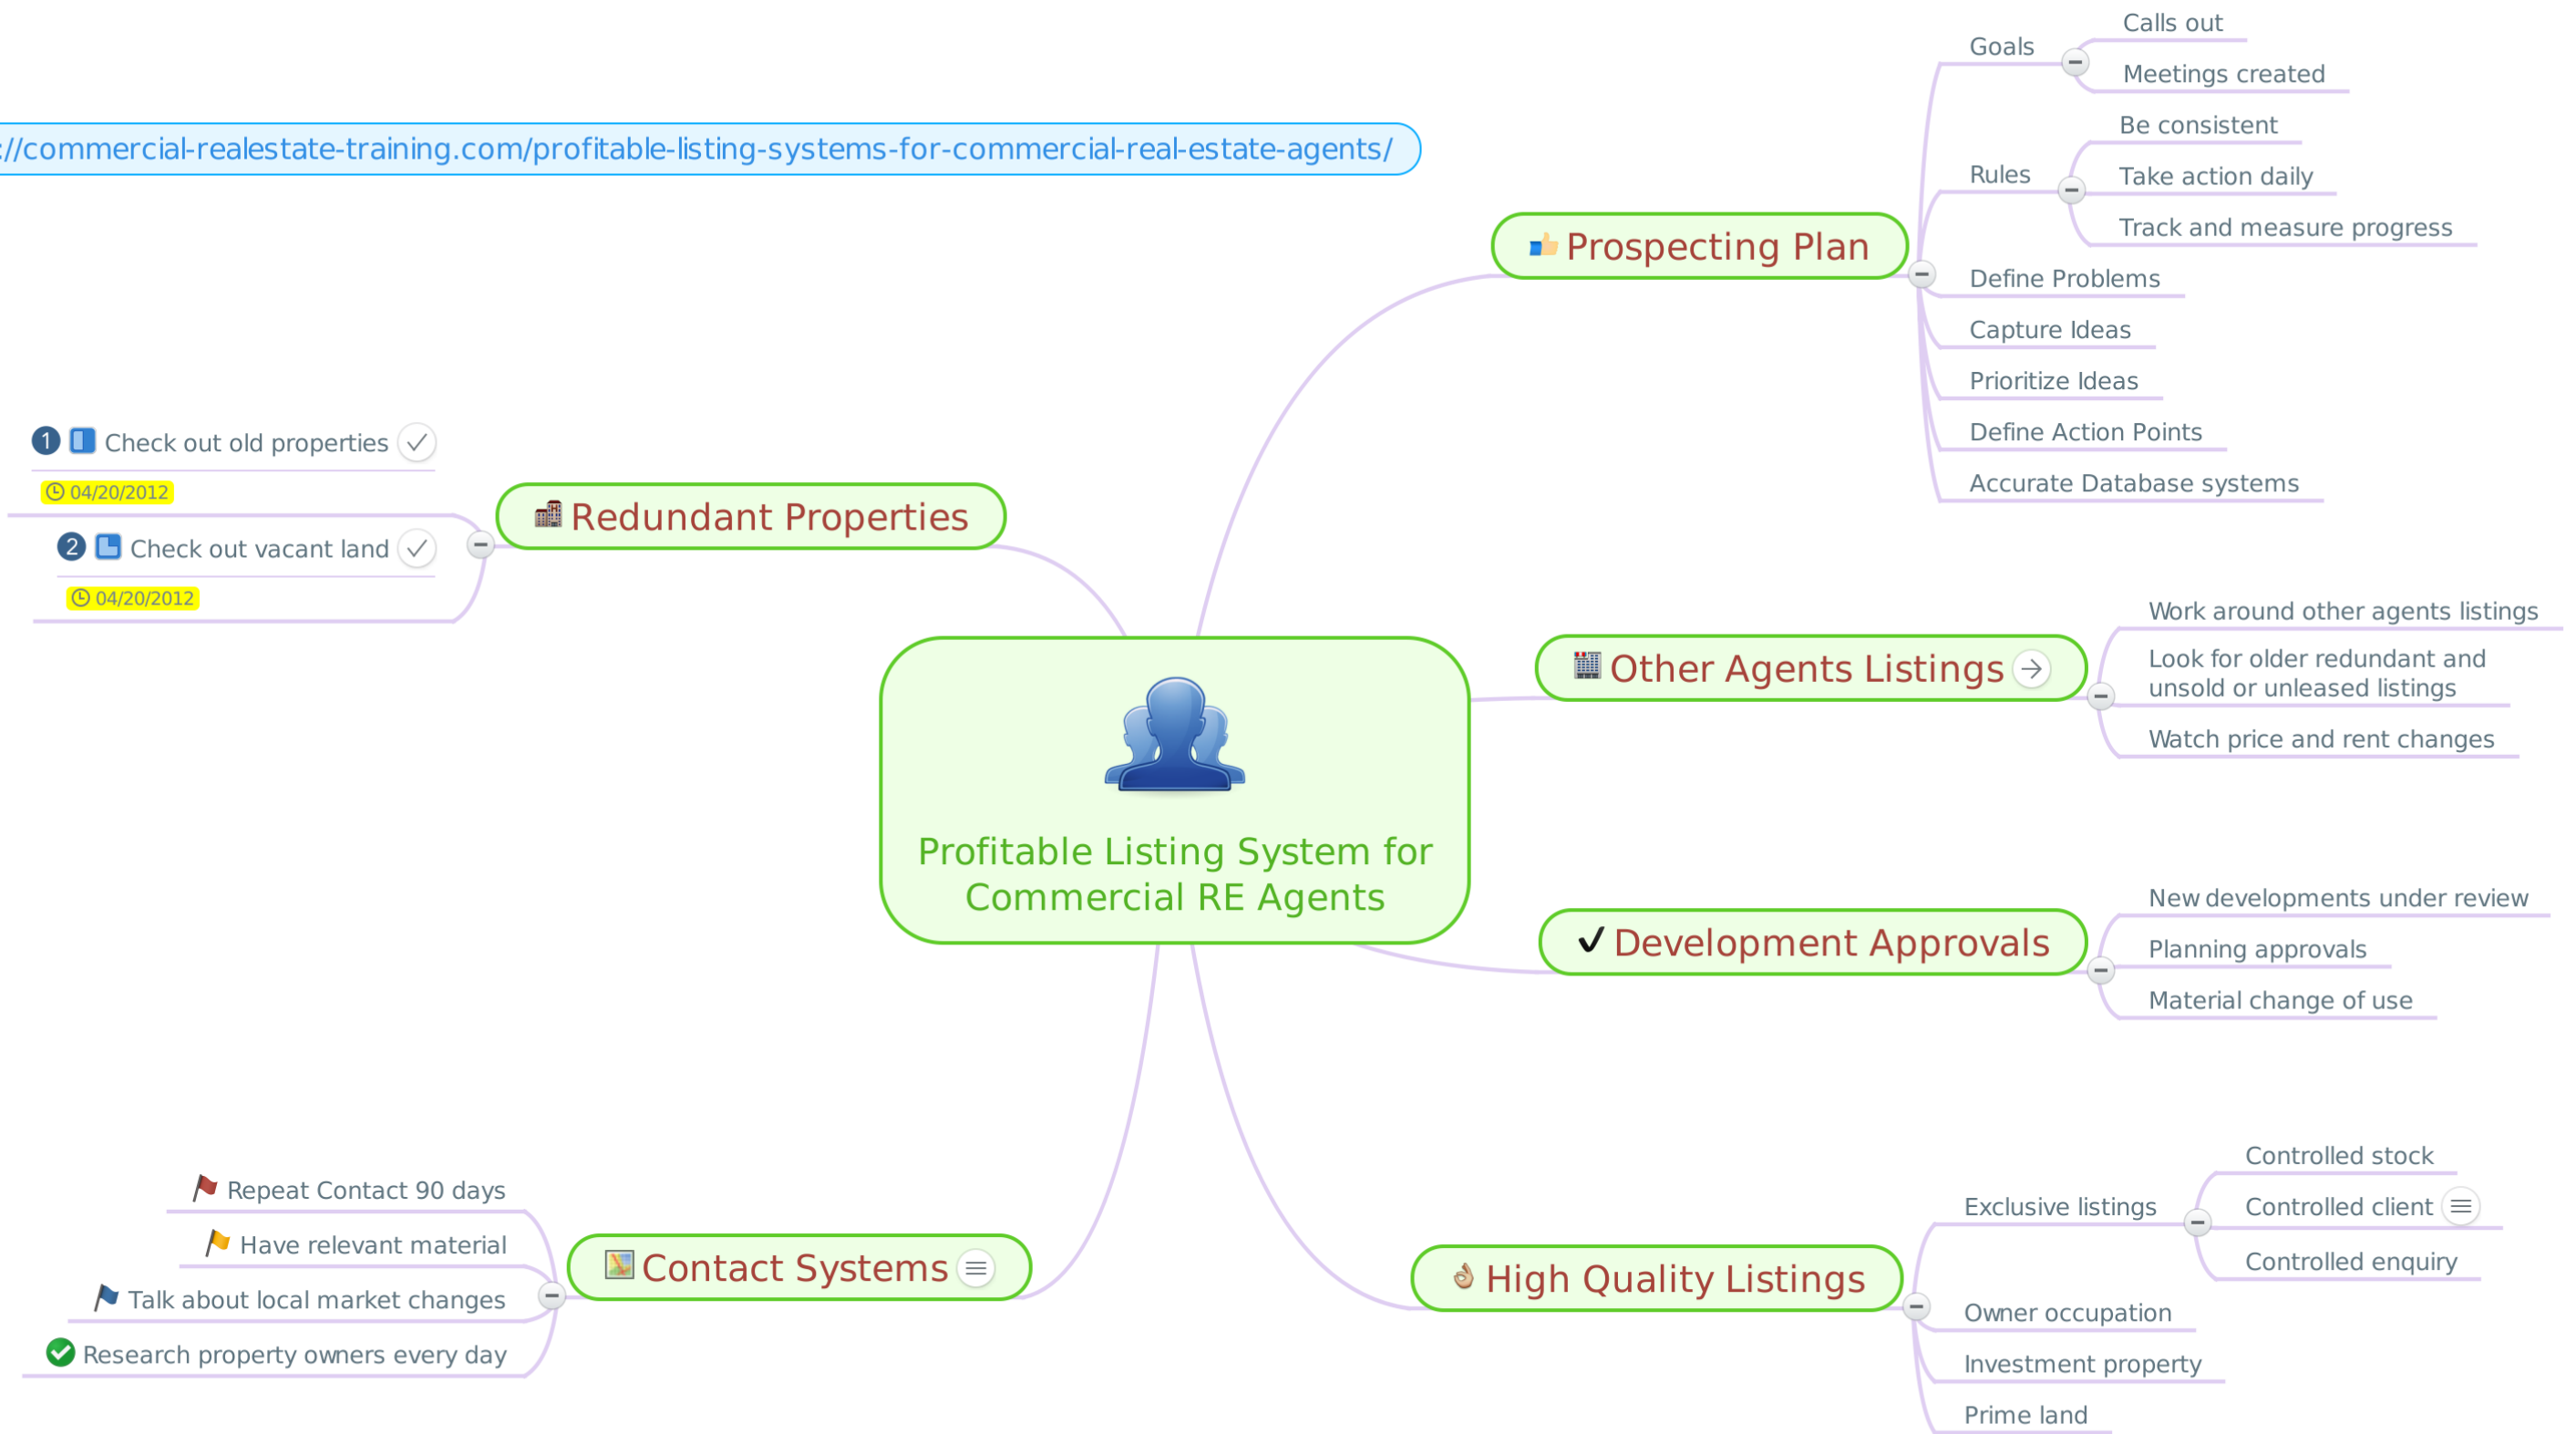 ://commercial-realestate-training.com/profitable-listing-systems-for-commercial-real-estate-agents/
Profitable Listing System for
Commercial RE Agents
Prospecting Plan
Goals
Calls out
Meetings created
Rules
Be consistent
Take action daily
Track and measure progress
Define Problems
Capture Ideas
Prioritize Ideas
Define Action Points
Accurate Database systems
Other Agents Listings
Work around other agents listings
Look for older redundant and
unsold or unleased listings
Watch price and rent changes
Development Approvals
New developments under review
Planning approvals
Material change of use
High Quality Listings
Exclusive listings
Controlled stock
Controlled client
Controlled enquiry
Owner occupation
Investment property
Prime land
Redundant Properties
1 Check out old properties
04/20/2012
2 Check out vacant land
04/20/2012
Contact Systems
Repeat Contact 90 days
Have relevant material
Talk about local market changes
Research property owners every day